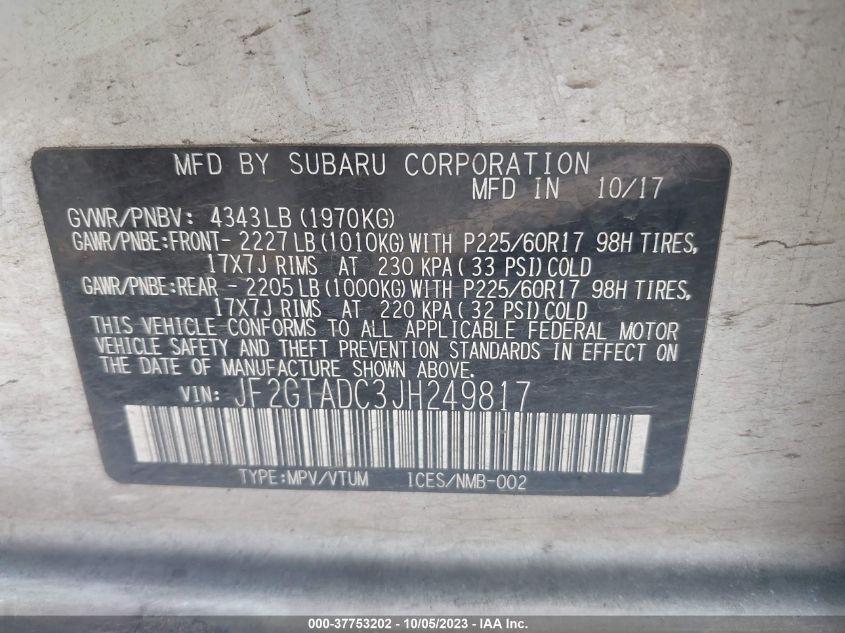 MFD BY SUBARU CORPORATION
MFD IN 10/17
GVWR/PNBV: 4343LB (1970KG)
GAWR/PNBE:FRONT- 2227LB(1010KG)WITH P225/60R17 98H TIRES,
17X7J RIMS AT 230 KPA(33 PSI)COLD
GAWR/PNBE:REAR - 2205LB(1000KG)WITH P225/60R17 98H TIRES,
17X7J RIMS AT 220 KPA(32 PSI)COLD
THIS VEHICLE CONFORMS TO ALL APPLICABLE FEDERAL MOTOR
VEHICLE SAFETY AND THEFT PREVENTION STANDARDS IN EFFECT ON
THE DATE OF MANUFACTURE SHOWN ABOVE.
VIN: JF2GTADC3JH249817
TYPE:MPV/VTUM ICES/NMB-002
000-37753202 - 10/05/2023 - IAA Inc.